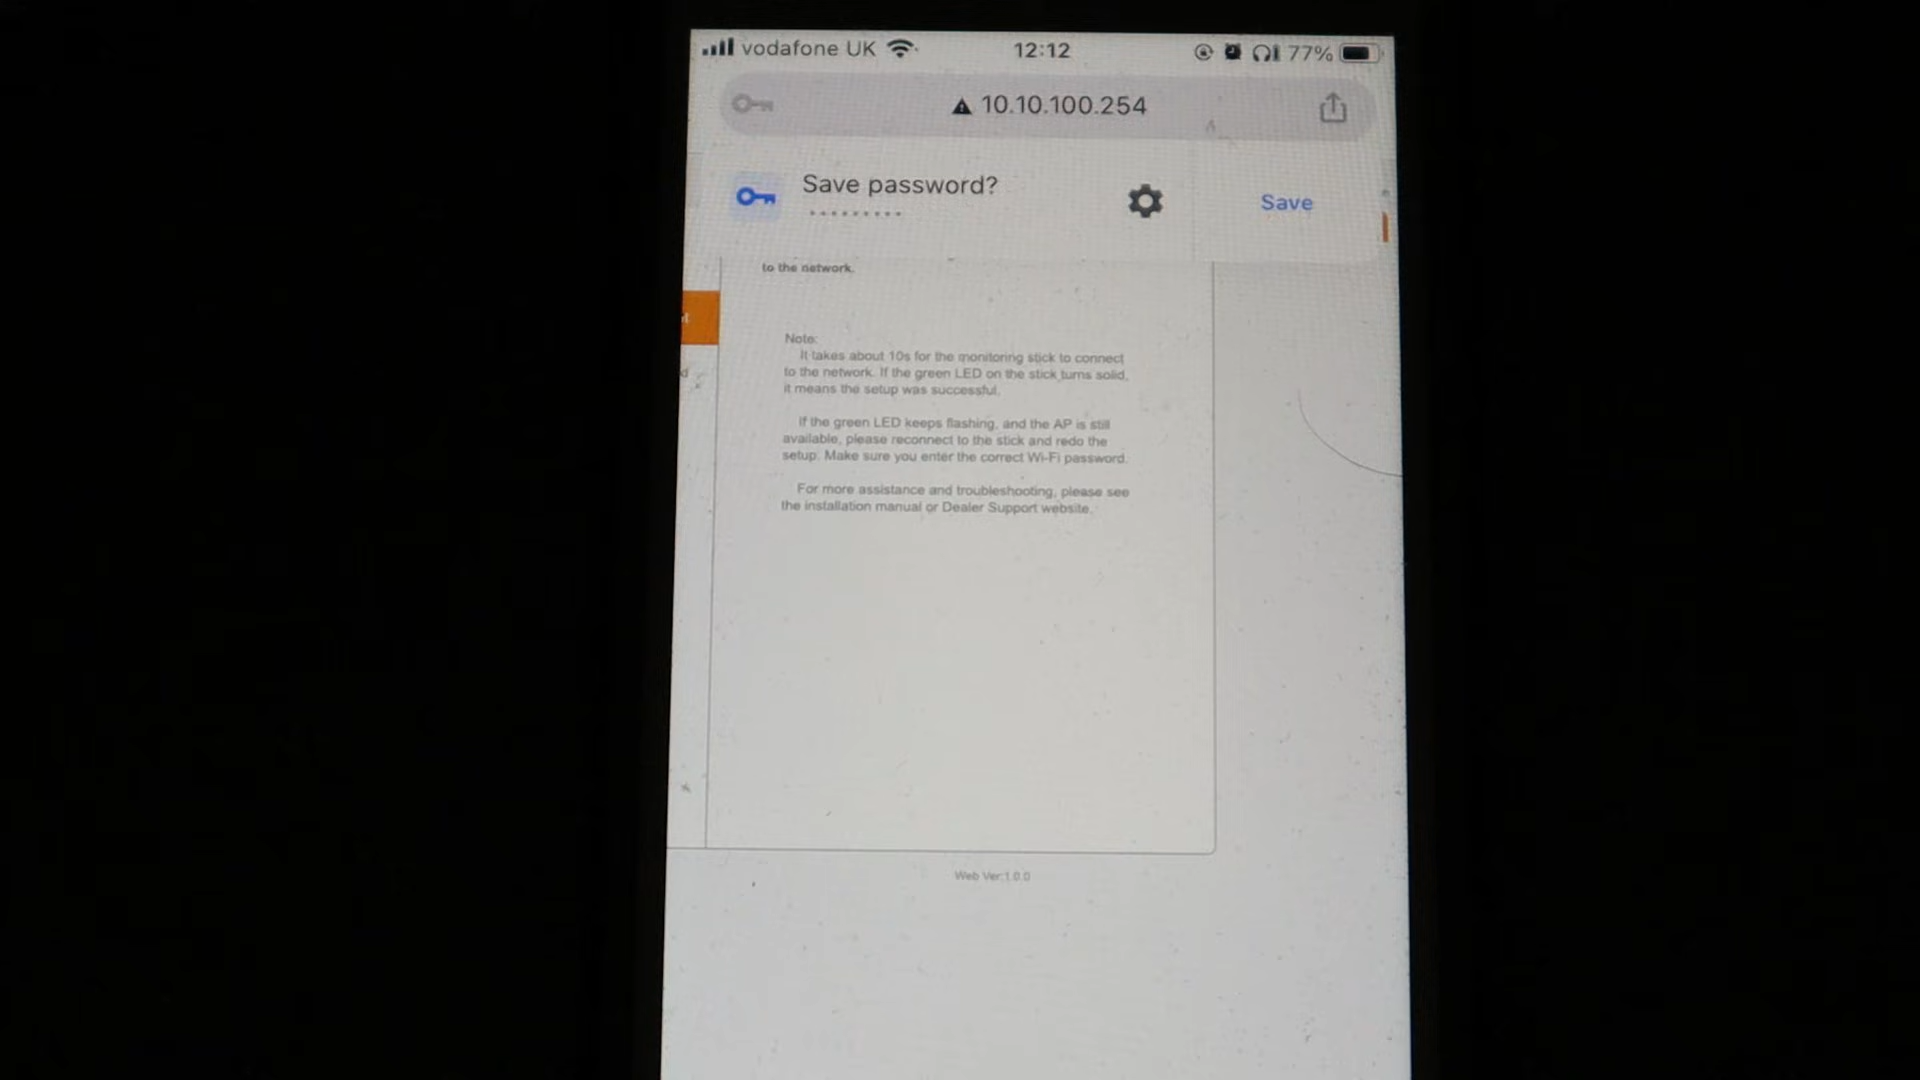 vodafone UK 12:12 77%
10.10.100.254
Save password?
Save
to the network.
Note:
It takes about 10s for the monitoring stick to connect
to the network. If the green LED on the stick turns solid,
it means the setup was successful.
If the green LED keeps flashing, and the AP is still
available, please reconnect to the stick and redo the
setup. Make sure you enter the correct Wi-Fi password.
For more assistance and troubleshooting, please see
the installation manual or Dealer Support website.
Web Ver:1.0.0